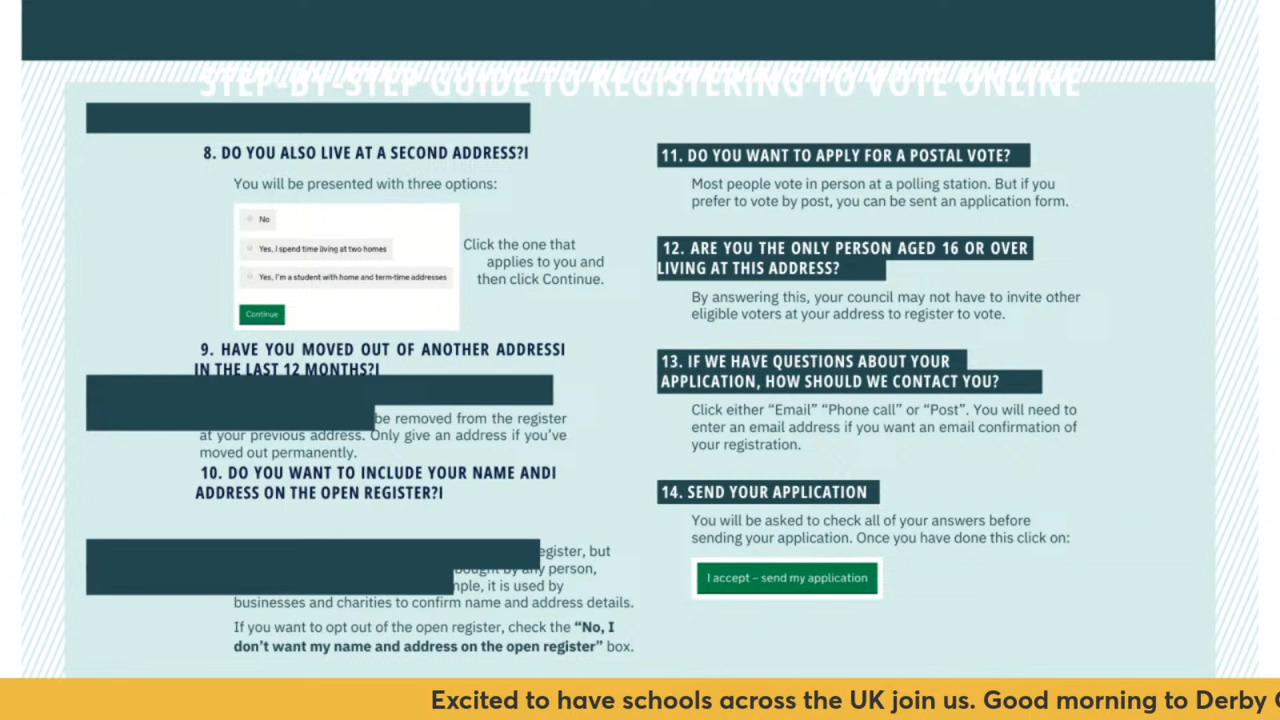 STEP-BY-STEP GUIDE TO REGISTERING TO VOTE ONLINE
8. DO YOU ALSO LIVE AT A SECOND ADDRESS?I
You will be presented with three options:
No
Yes, I spend time living at two homes
Yes, I'm a student with home and term-time addresses
Continue
Click the one that
applies to you and
then click Continue.
9. HAVE YOU MOVED OUT OF ANOTHER ADDRESSI
IN THE LAST 12 MONTHS?I
be removed from the register
at your previous address. Only give an address if you've
moved out permanently.
10. DO YOU WANT TO INCLUDE YOUR NAME ANDI
ADDRESS ON THE OPEN REGISTER?I
egister, but
bought by any person,
mple, it is used by
businesses and charities to confirm name and address details.
If you want to opt out of the open register, check the "No, I
don't want my name and address on the open register" box.
11. DO YOU WANT TO APPLY FOR A POSTAL VOTE?
Most people vote in person at a polling station. But if you
prefer to vote by post, you can be sent an application form.
12. ARE YOU THE ONLY PERSON AGED 16 OR OVER
LIVING AT THIS ADDRESS?
By answering this, your council may not have to invite other
eligible voters at your address to register to vote.
13. IF WE HAVE QUESTIONS ABOUT YOUR
APPLICATION, HOW SHOULD WE CONTACT YOU?
Click either "Email" "Phone call" or "Post". You will need to
enter an email address if you want an email confirmation of
your registration.
14. SEND YOUR APPLICATION
You will be asked to check all of your answers before
sending your application. Once you have done this click on:
I accept – send my application
Excited to have schools across the UK join us. Good morning to Derby